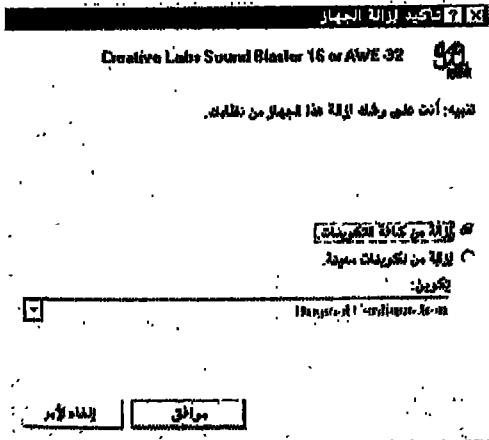 تأكيد إزالة الجهاز
Creative Labs Sound Blaster 16 or AWE-32
تنبيه: أنت على وشك إزالة هذا الجهاز من نظامك.
إزالة من كافة التكوينات.
إزالة من تكوينات معينة.
تكوين:
موافق
إلغاء الأمر